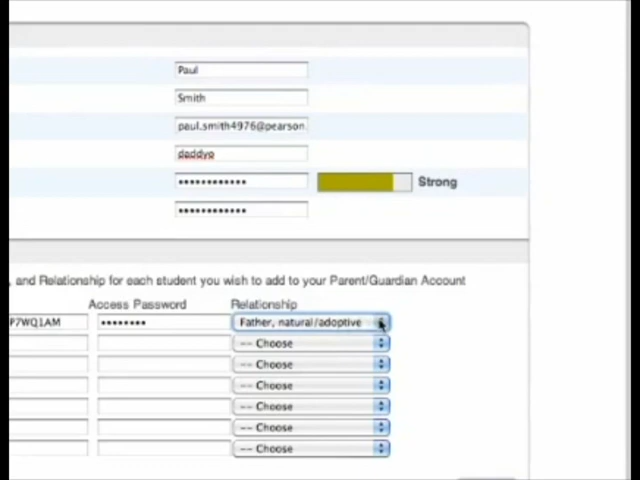 Paul
Smith
paul.smith4976@pearson.
daddyo
•••••••••••• Strong
••••••••••••
, and Relationship for each student you wish to add to your Parent/Guardian Account
Access Password Relationship
7WQ1AM •••••••• Father, natural/adoptive
-- Choose
-- Choose
-- Choose
-- Choose
-- Choose
-- Choose